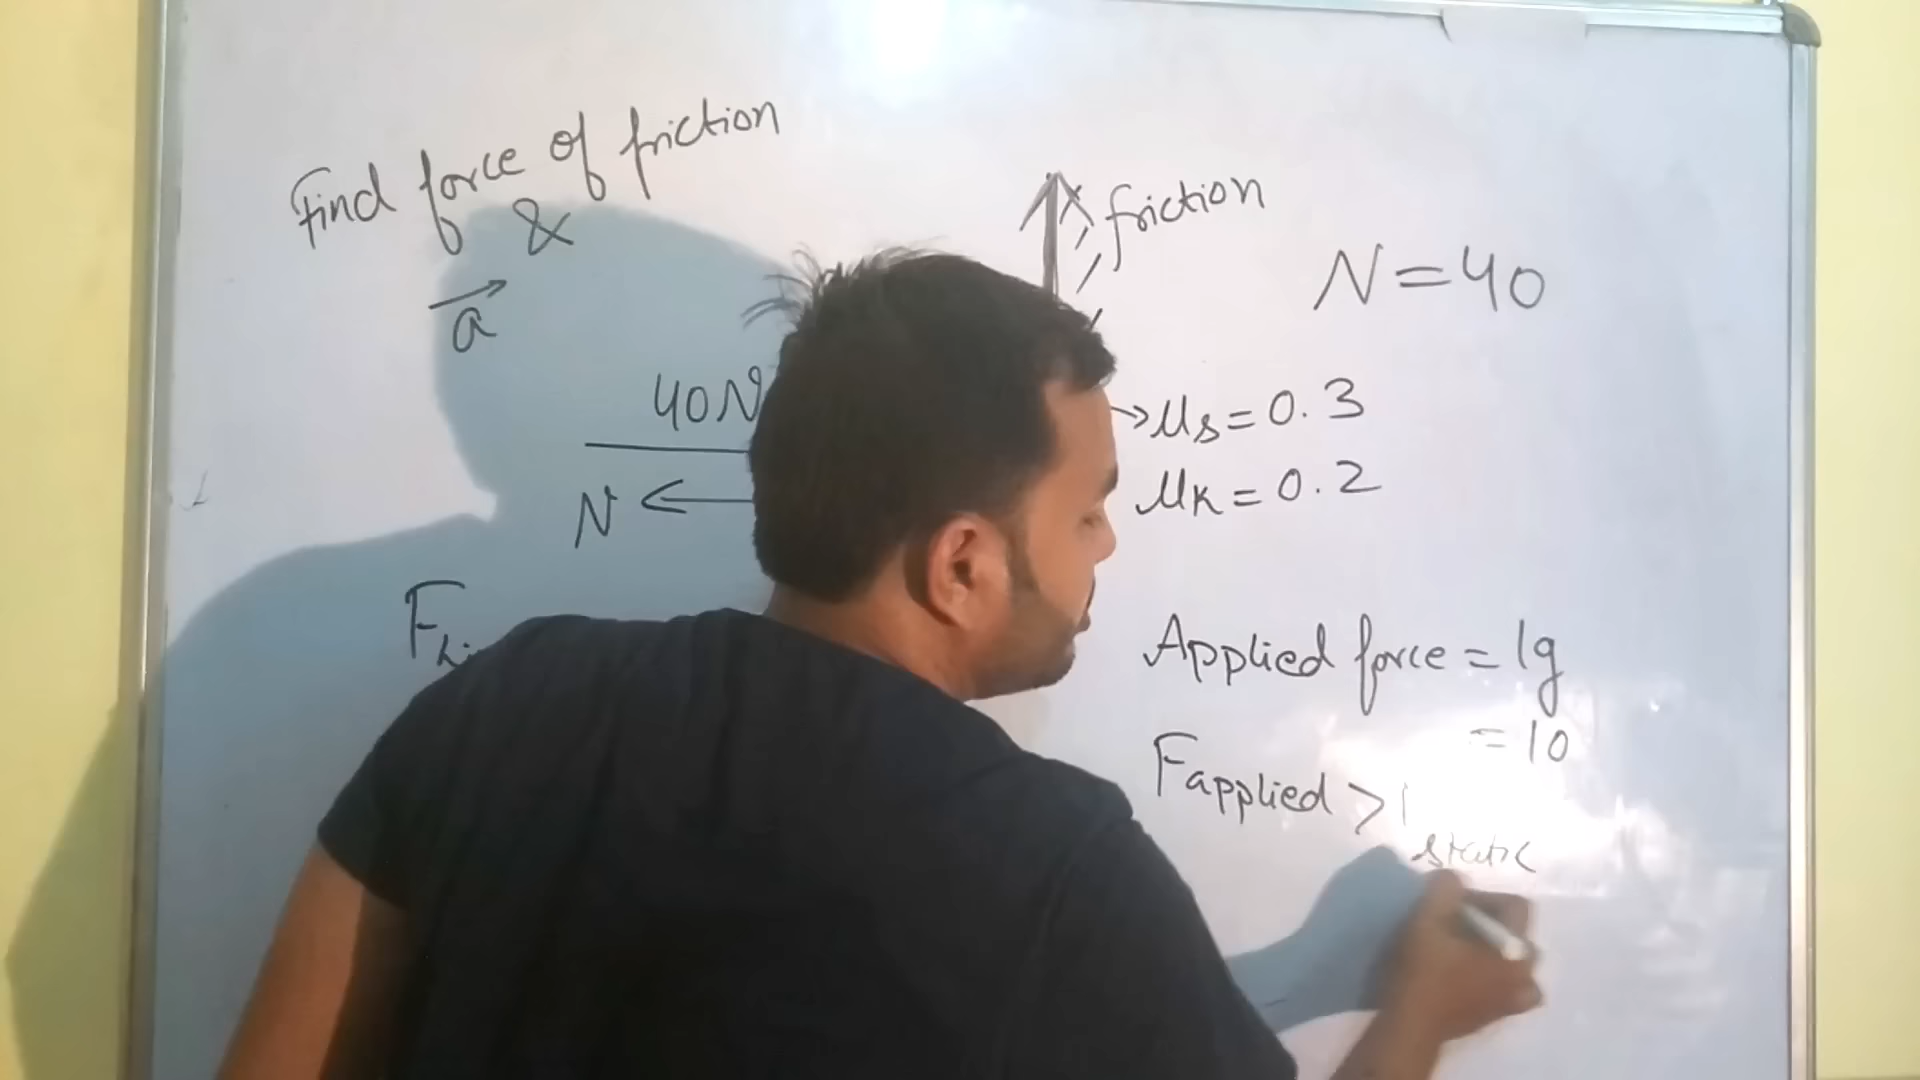 Find force of friction
&
a
friction
N = 40
40N
N
μs = 0.3
μK = 0.2
F
Applied force = 1g
= 10
Fapplied >
static